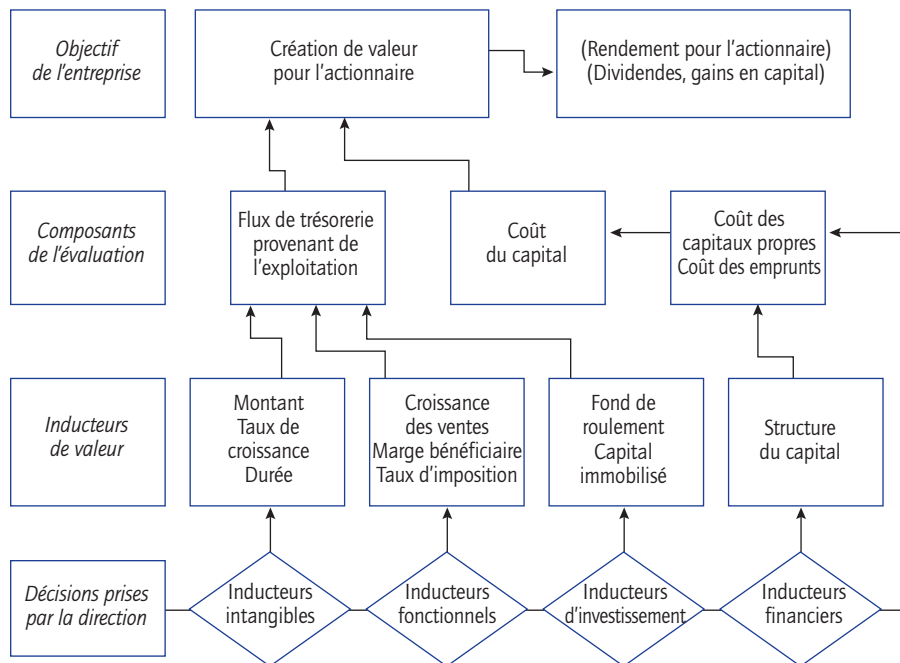 Objectif
de l'entreprise
Création de valeur
pour l'actionnaire
(Rendement pour l'actionnaire)
(Dividendes, gains en capital)
Composants
de l'évaluation
Flux de trésorerie
provenant de
l'exploitation
Coût
du capital
Coût des
capitaux propres
Coût des emprunts
Inducteurs
de valeur
Montant
Taux de
croissance
Durée
Croissance
des ventes
Marge bénéficiaire
Taux d'imposition
Fond de
roulement
Capital
immobilisé
Structure
du capital
Décisions prises
par la direction
Inducteurs
intangibles
Inducteurs
fonctionnels
Inducteurs
d'investissement
Inducteurs
financiers